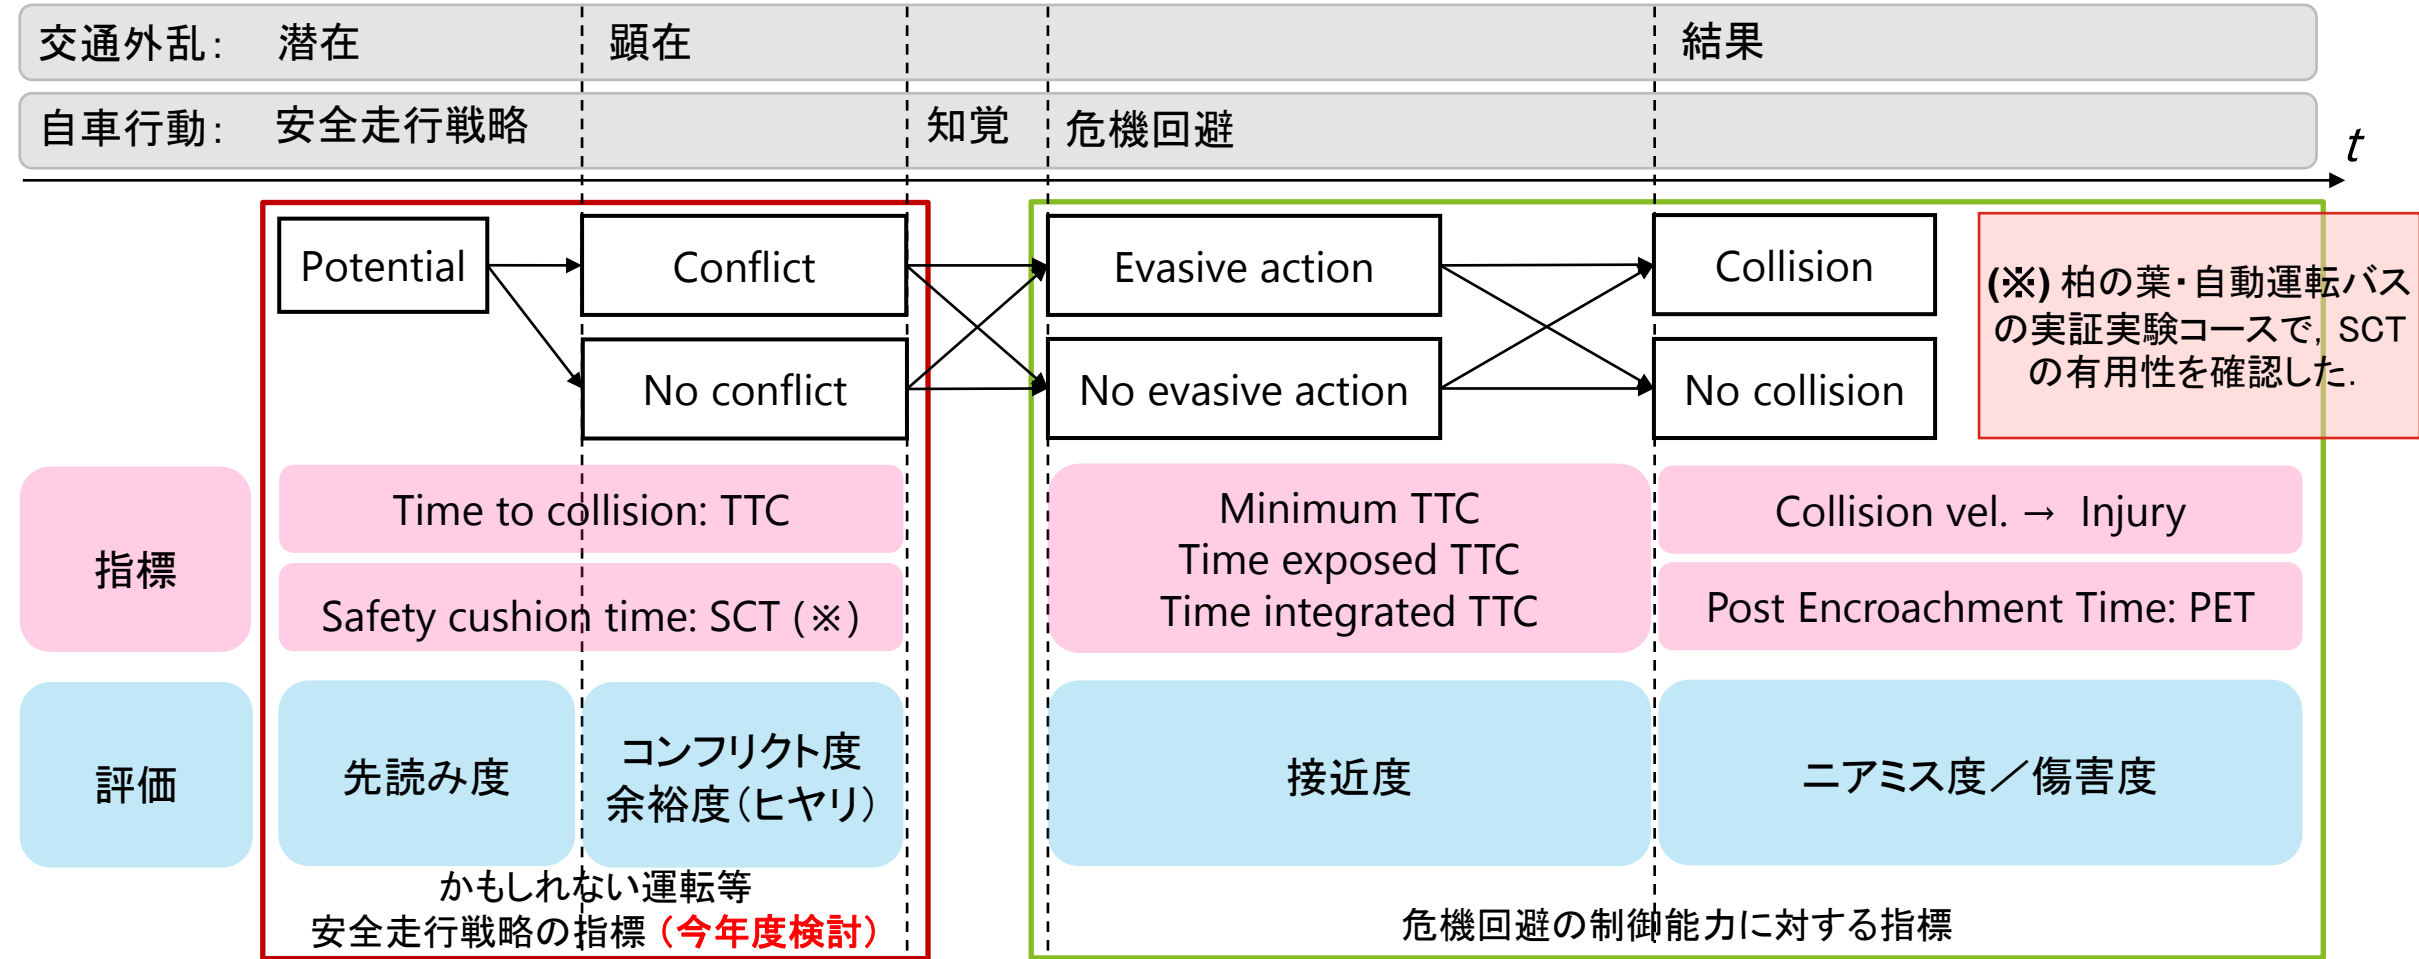 交通外乱: 潜在 顕在 結果
自車行動: 安全走行戦略 知覚 危機回避
t
Potential
Conflict
No conflict
Evasive action
No evasive action
Collision
No collision
(※) 柏の葉・自動運転バス
の実証実験コースで, SCT
の有用性を確認した.
指標
Time to collision: TTC
Safety cushion time: SCT (※)
Minimum TTC
Time exposed TTC
Time integrated TTC
Collision vel. → Injury
Post Encroachment Time: PET
評価
先読み度
コンフリクト度
余裕度(ヒヤリ)
接近度
ニアミス度／傷害度
かもしれない運転等
安全走行戦略の指標(今年度検討)
危機回避の制御能力に対する指標